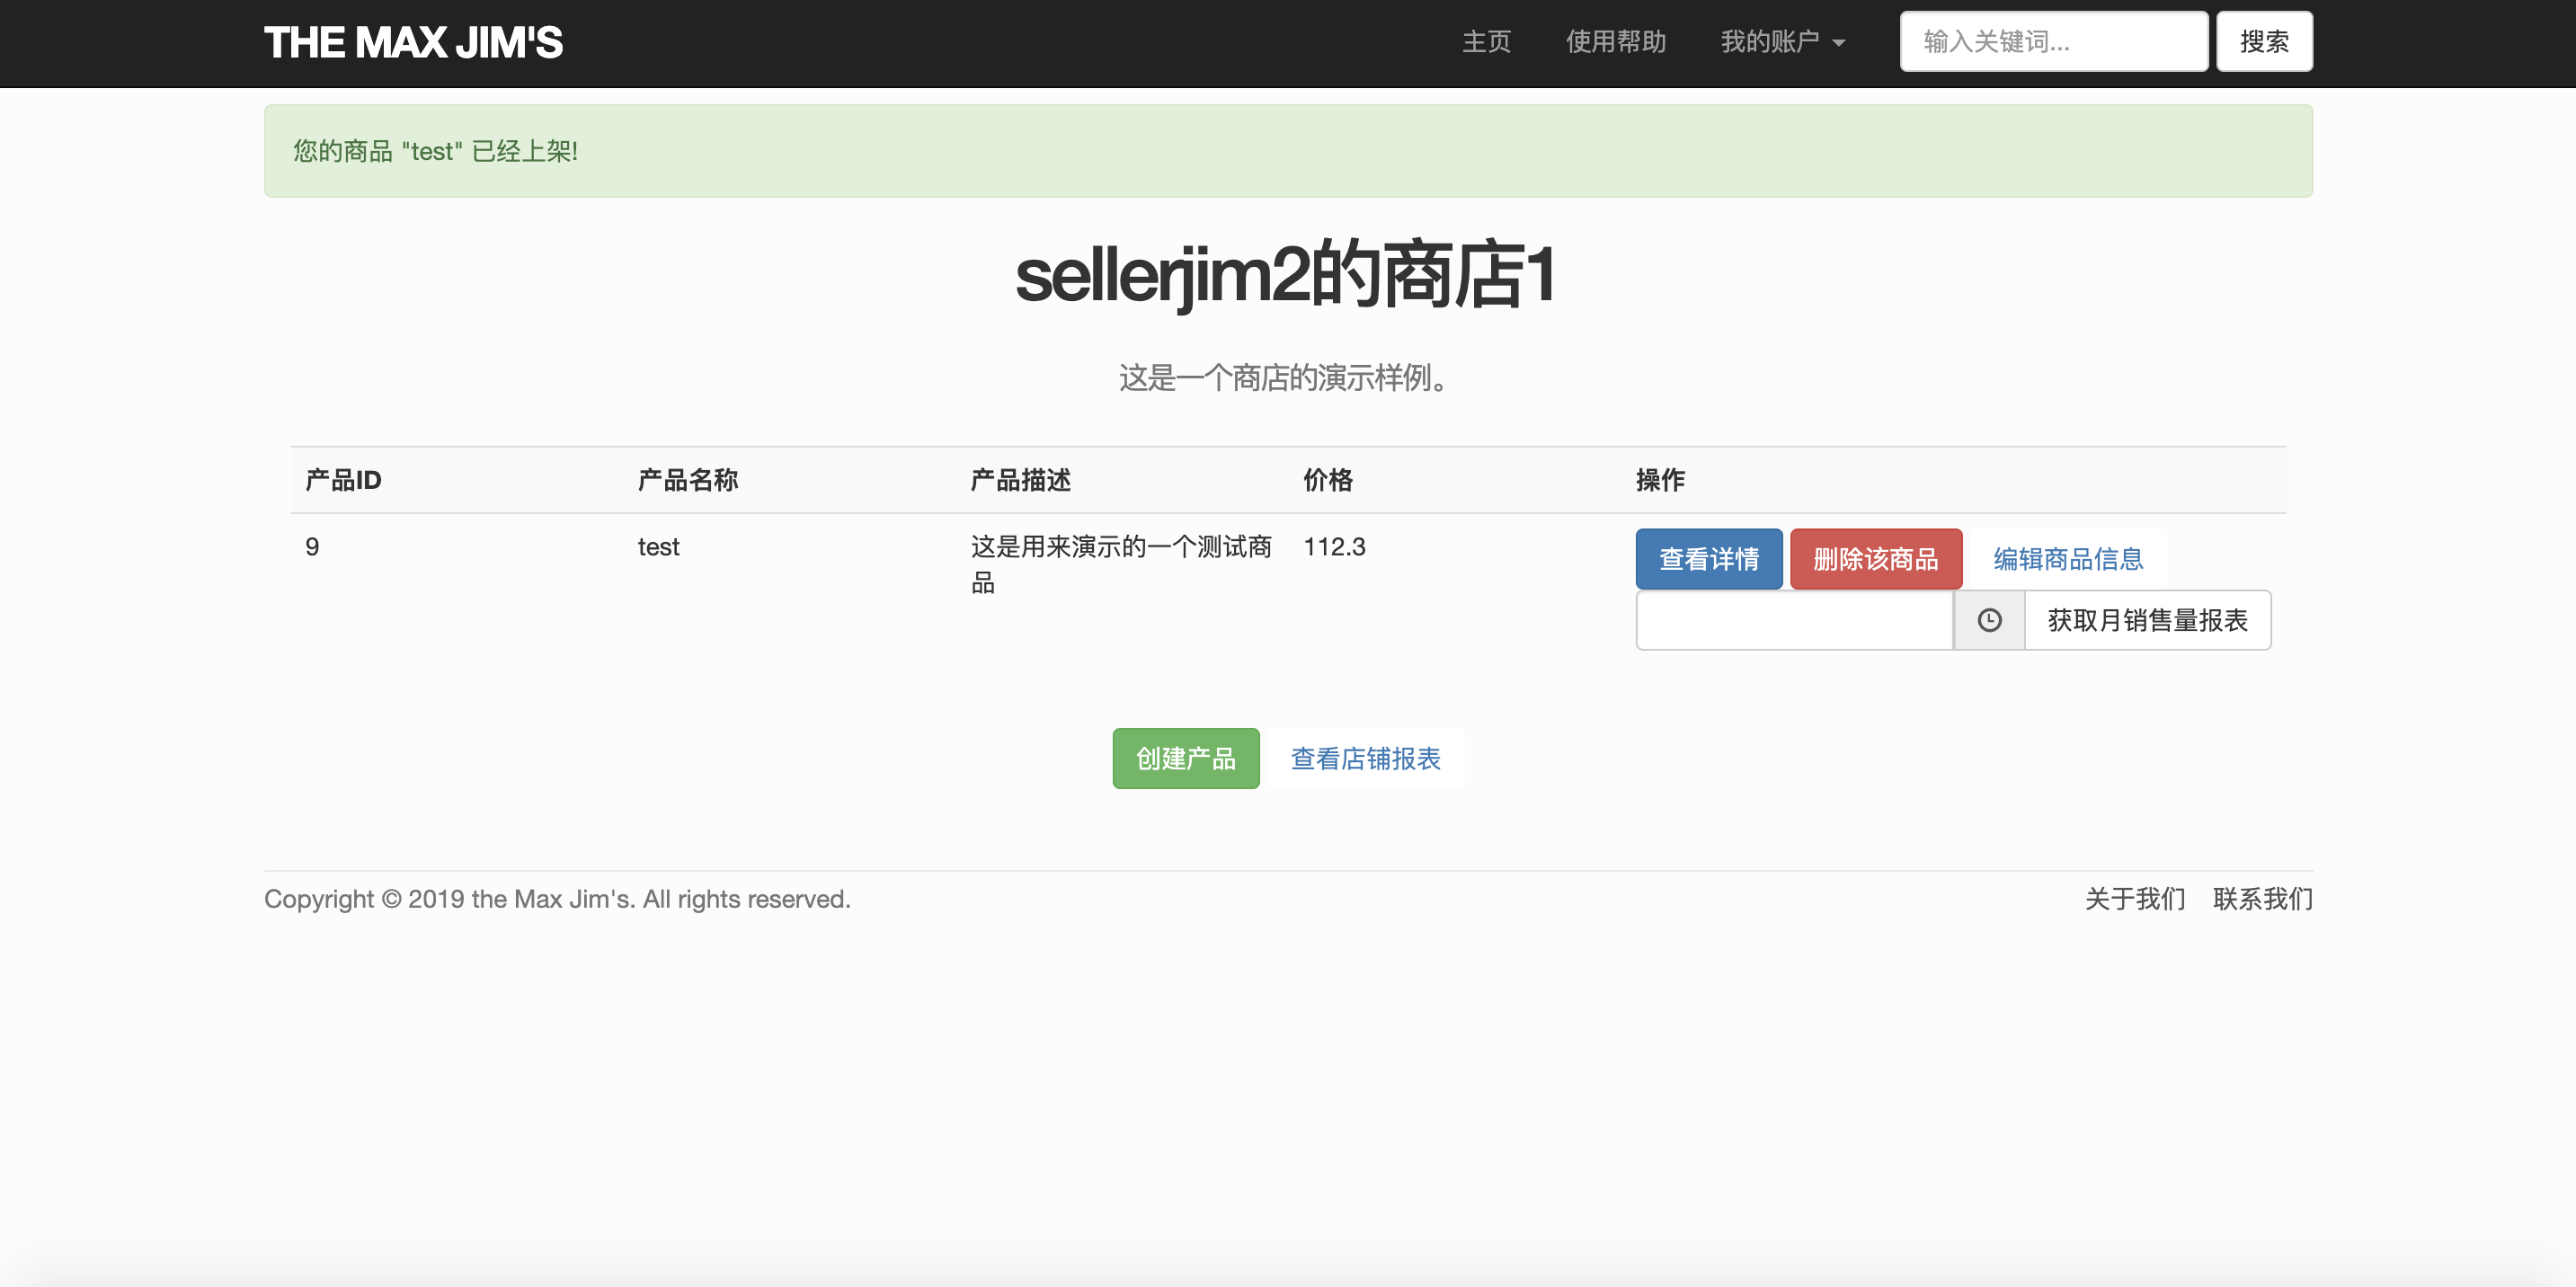 THE MAX JIM'S 主页 使用帮助 我的账户 输入关键词... 搜索
您的商品 "test" 已经上架!
sellerjim2的商店1
这是一个商店的演示样例。
产品ID 产品名称 产品描述 价格 操作
9 test 这是用来演示的一个测试商 112.3 查看详情 删除该商品 编辑商品信息
品
获取月销售量报表
创建产品 查看店铺报表
Copyright © 2019 the Max Jim's. All rights reserved. 关于我们 联系我们